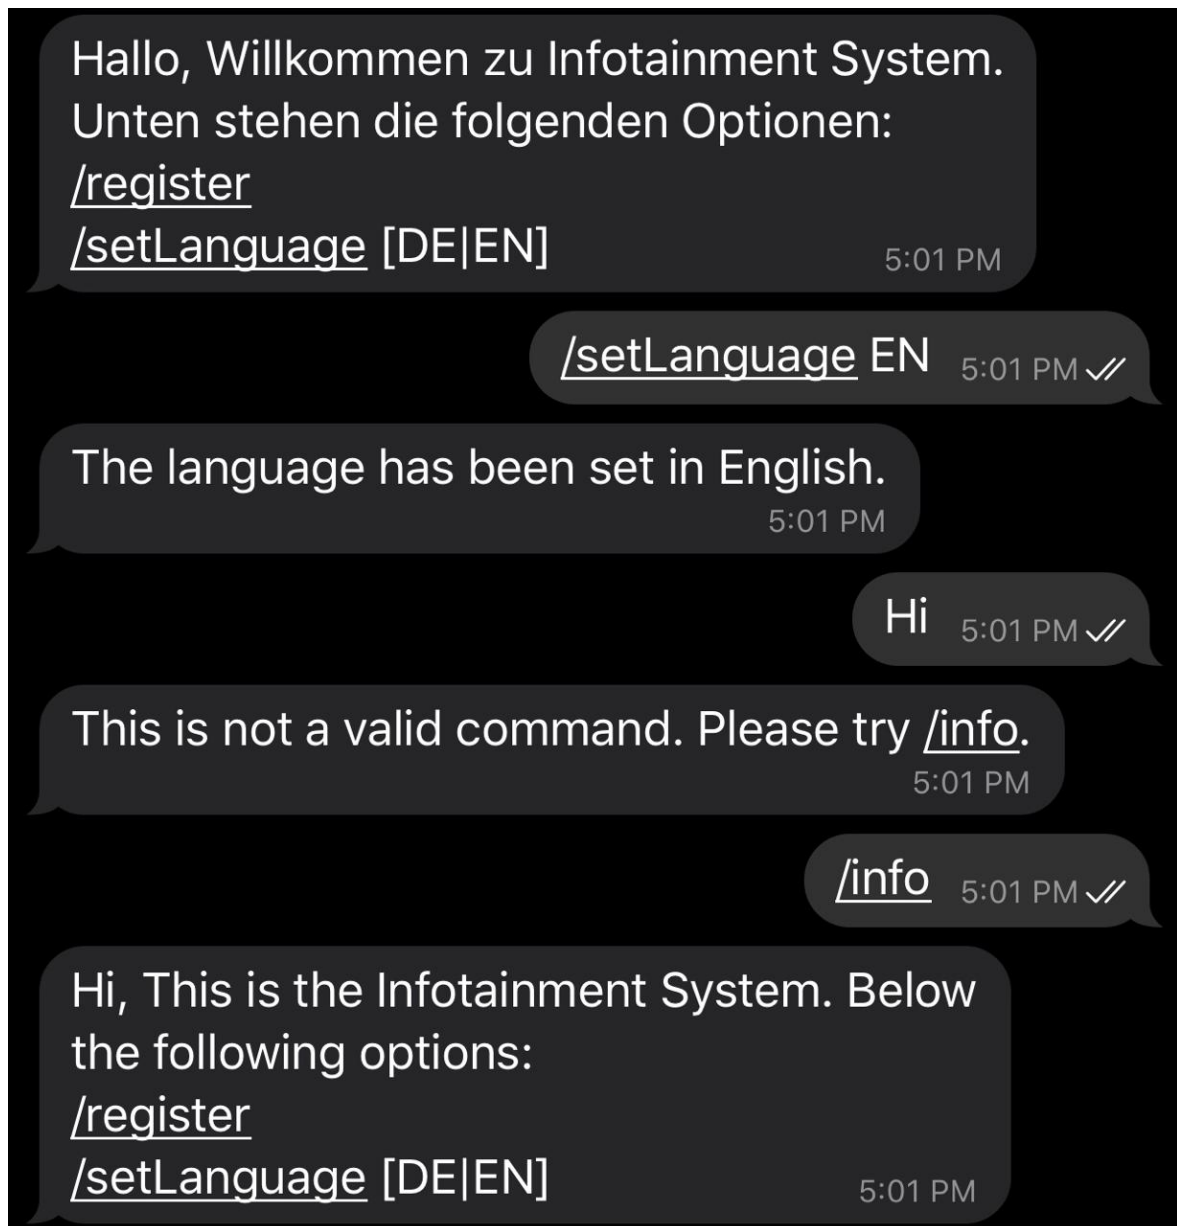 Hallo, Willkommen zu Infotainment System.
Unten stehen die folgenden Optionen:
/register
/setLanguage [DE|EN]
5:01 PM
/setLanguage EN 5:01 PM
The language has been set in English.
5:01 PM
Hi 5:01 PM
This is not a valid command. Please try /info.
5:01 PM
/info 5:01 PM
Hi, This is the Infotainment System. Below
the following options:
/register
/setLanguage [DE|EN]
5:01 PM